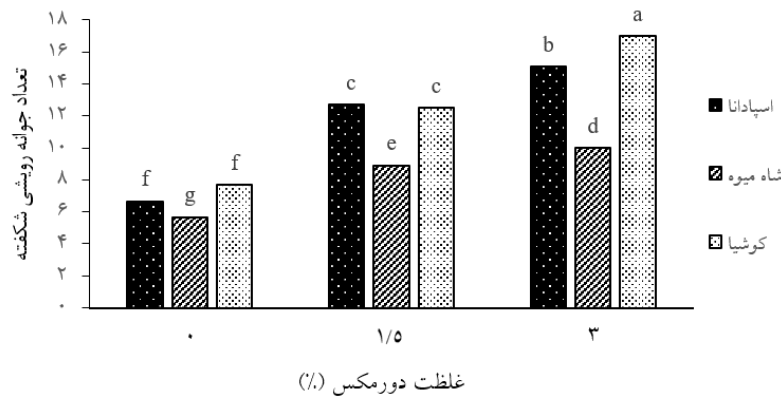 تعداد جوانه رویشی شکفته
۱۸
۱۶
۱۴
۱۲
۱۰
۸
۶
۴
۲
۰
f g f
c e c
b d a
۰ ۱/۵ ۳
غلظت دورمکس (٪)
اسپادانا
شاه میوه
کوشیا